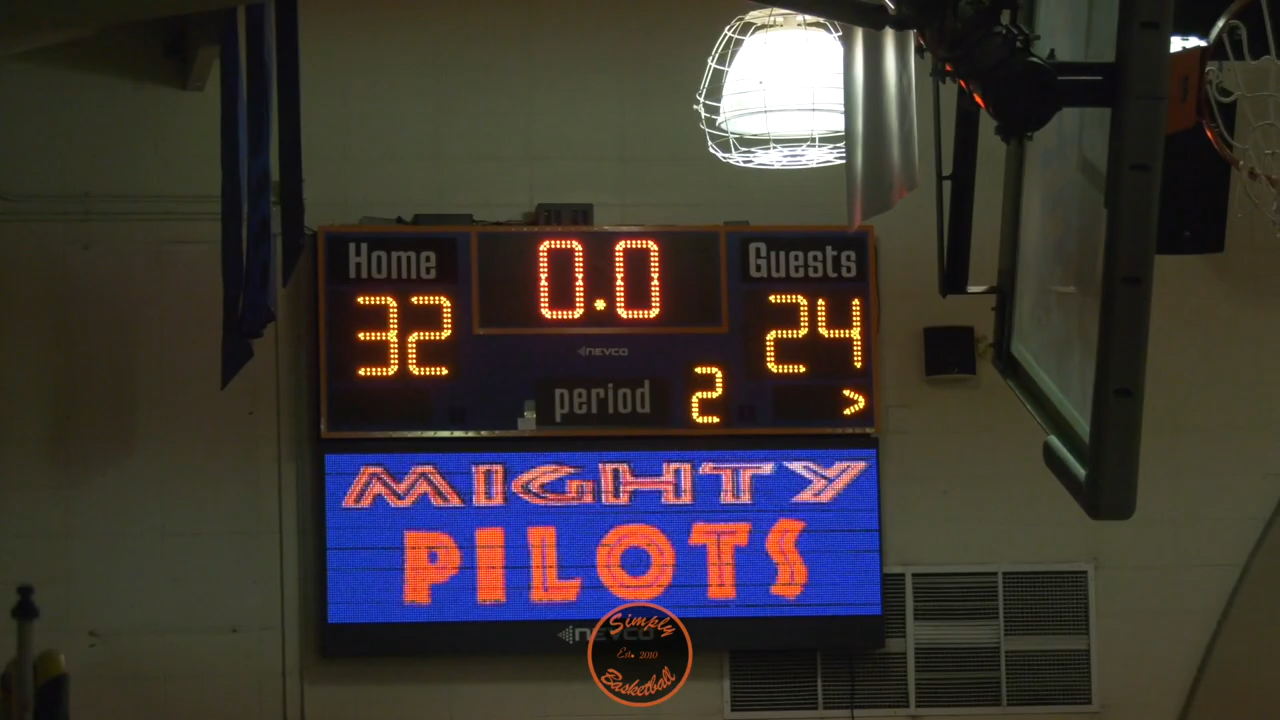 Home
0.0
Guests
32
24
NEVCO
period
2
>
MIGHTY
PILOTS
NEVCO
Simply
Est. 2010
Basketball